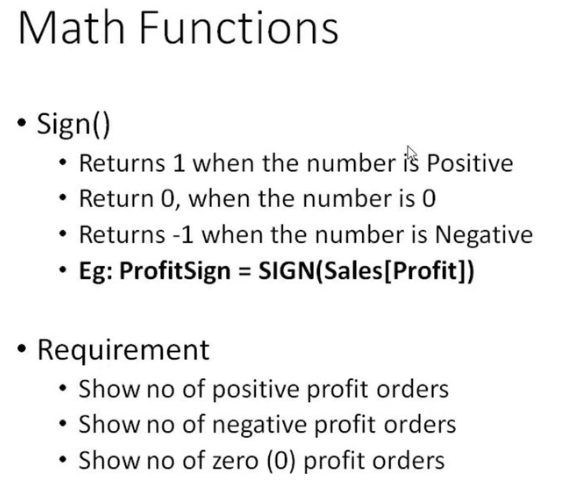 Math Functions
• Sign()
• Returns 1 when the number is Positive
• Return 0, when the number is 0
• Returns -1 when the number is Negative
• Eg: ProfitSign = SIGN(Sales[Profit])
• Requirement
• Show no of positive profit orders
• Show no of negative profit orders
• Show no of zero (0) profit orders